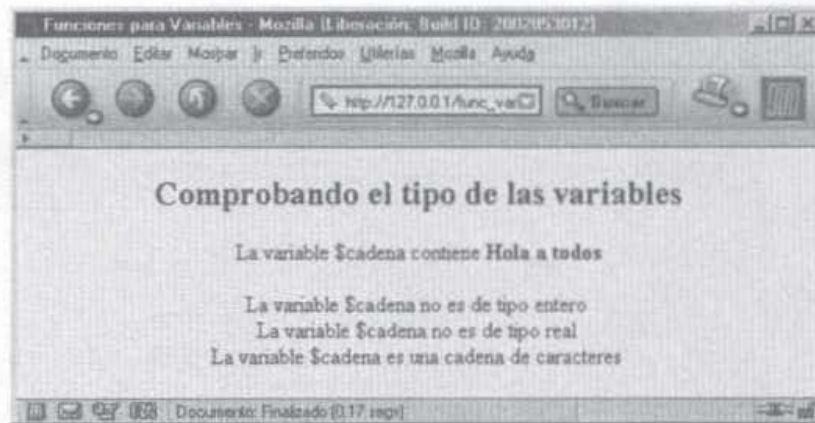 Funciones para Variables - Mozilla {Liberación: Build ID: 2002053012}
Documento Editar Mostrar Ir Preferidos Utilerías Mozilla Ayuda
http://127.0.0.1/func_var Buscar
Comprobando el tipo de las variables
La variable $cadena contiene Hola a todos
La variable $cadena no es de tipo entero
La variable $cadena no es de tipo real
La variable $cadena es una cadena de caracteres
Documento: Finalizado (0.17 segs)